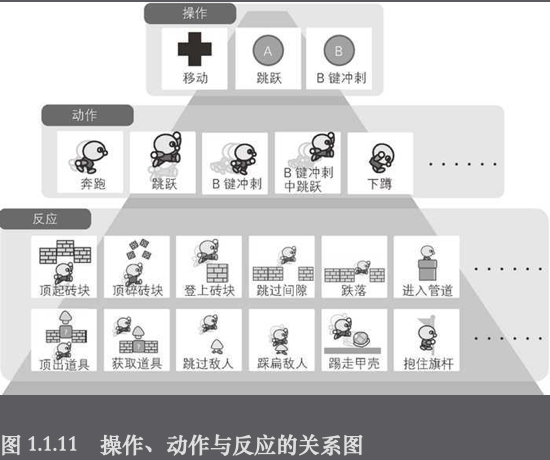 操作
A
B
移动
跳跃
B 键冲刺
动作
奔跑
跳跃
B 键冲刺
B 键冲刺
中跳跃
下蹲
······
反应
顶起砖块
顶碎砖块
登上砖块
跳过间隙
跌落
进入管道
······
顶出道具
获取道具
跳过敌人
踩扁敌人
踢走甲壳
抱住旗杆
······
图 1.1.11 操作、动作与反应的关系图